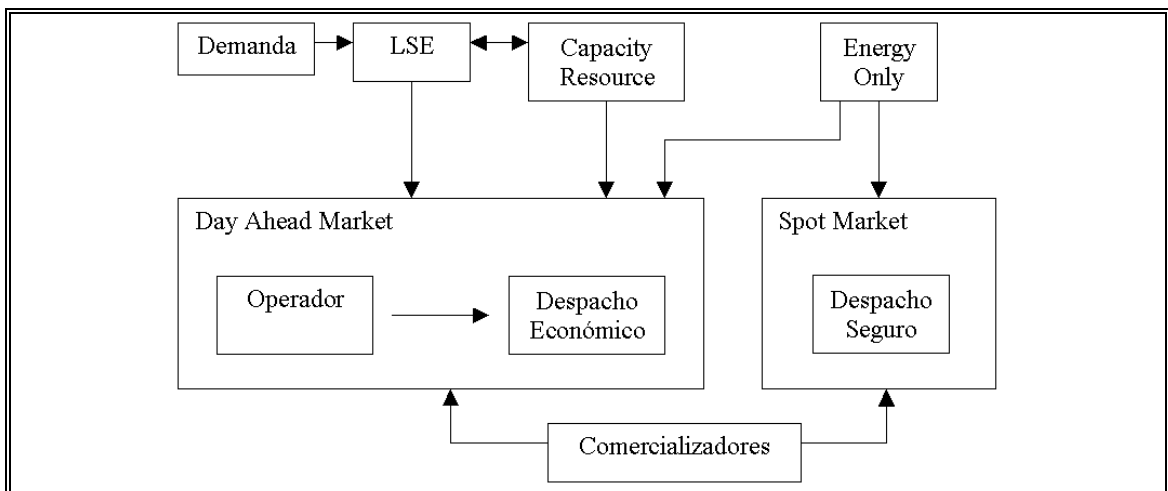 Demanda
LSE
Capacity
Resource
Energy
Only
Day Ahead Market
Operador
Despacho
Económico
Spot Market
Despacho
Seguro
Comercializadores